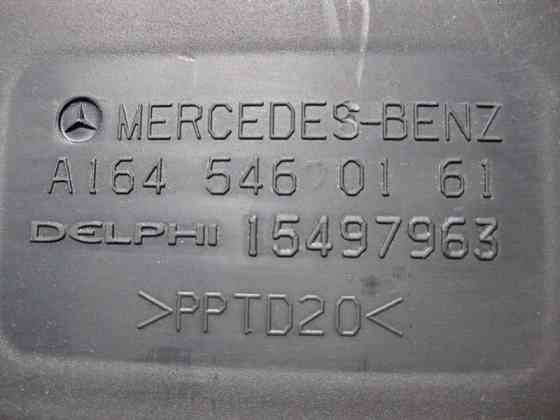 MERCEDES-BENZ
A164 546 01 61
DELPHI 15497963
>PPTD20<